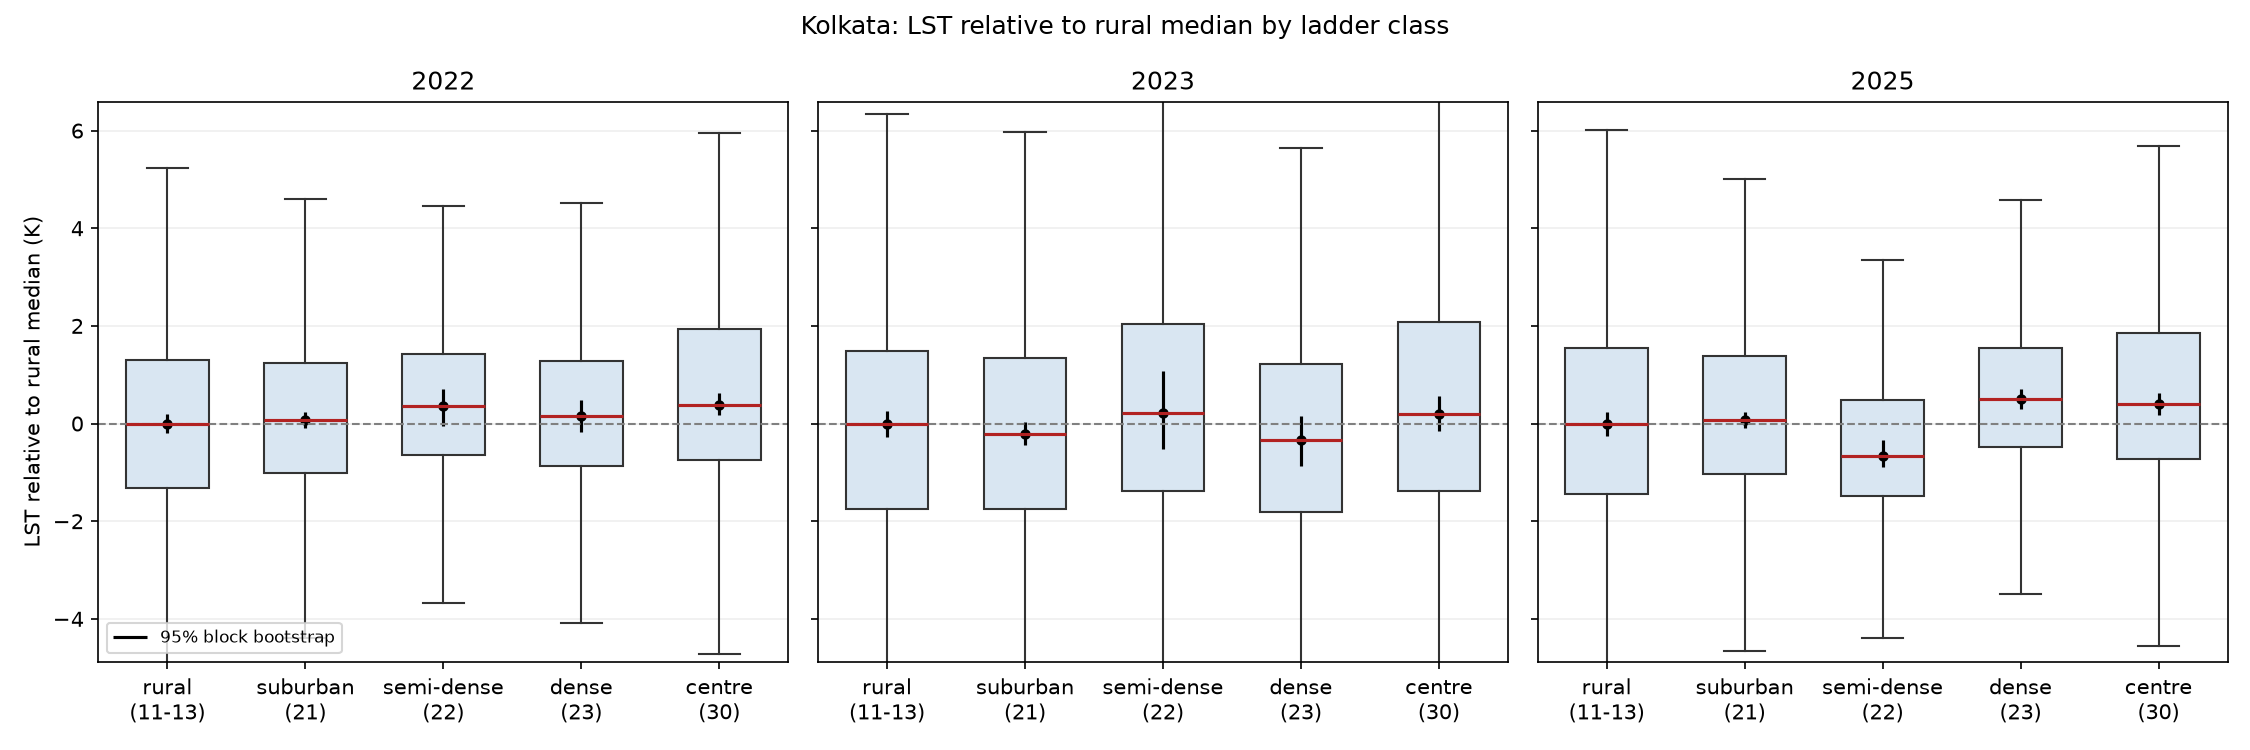 Kolkata: LST relative to rural median by ladder class
2022
2023
2025
LST relative to rural median (K)
6
4
2
0
−2
−4
95% block bootstrap
rural
(11-13)
suburban
(21)
semi-dense
(22)
dense
(23)
centre
(30)
rural
(11-13)
suburban
(21)
semi-dense
(22)
dense
(23)
centre
(30)
rural
(11-13)
suburban
(21)
semi-dense
(22)
dense
(23)
centre
(30)